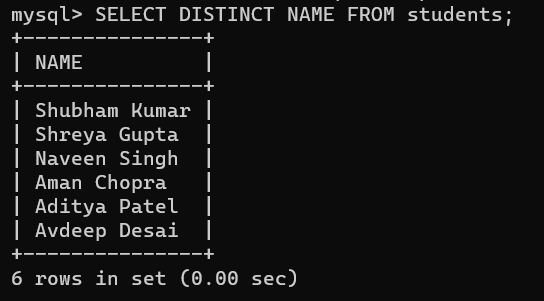 mysql> SELECT DISTINCT NAME FROM students;
+---------------+
| NAME          |
+---------------+
| Shubham Kumar |
| Shreya Gupta  |
| Naveen Singh  |
| Aman Chopra   |
| Aditya Patel  |
| Avdeep Desai  |
+---------------+
6 rows in set (0.00 sec)